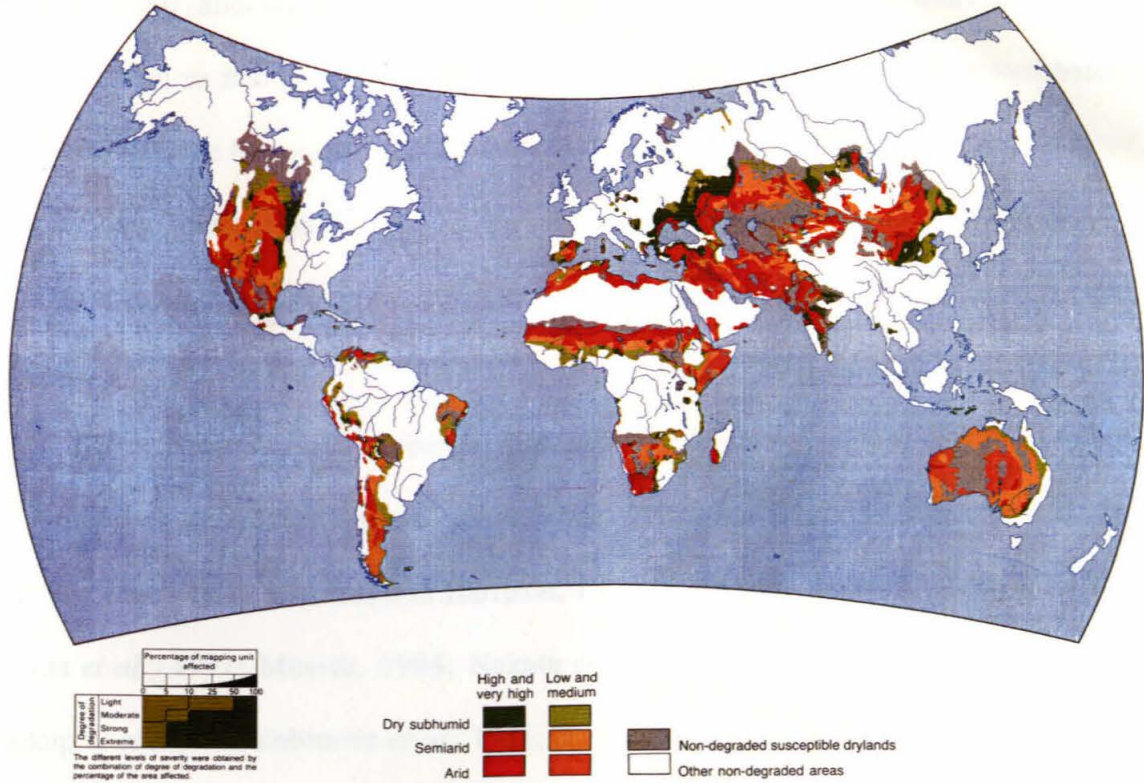 Percentage of mapping unit
affected
0 5 10 25 50 100
Degree of
degradation
Light
Moderate
Strong
Extreme
The different levels of severity were obtained by
the combination of degree of degradation and the
percentage of the area affected.
High and
very high
Low and
medium
Dry subhumid
Semiarid
Arid
Non-degraded susceptible drylands
Other non-degraded areas